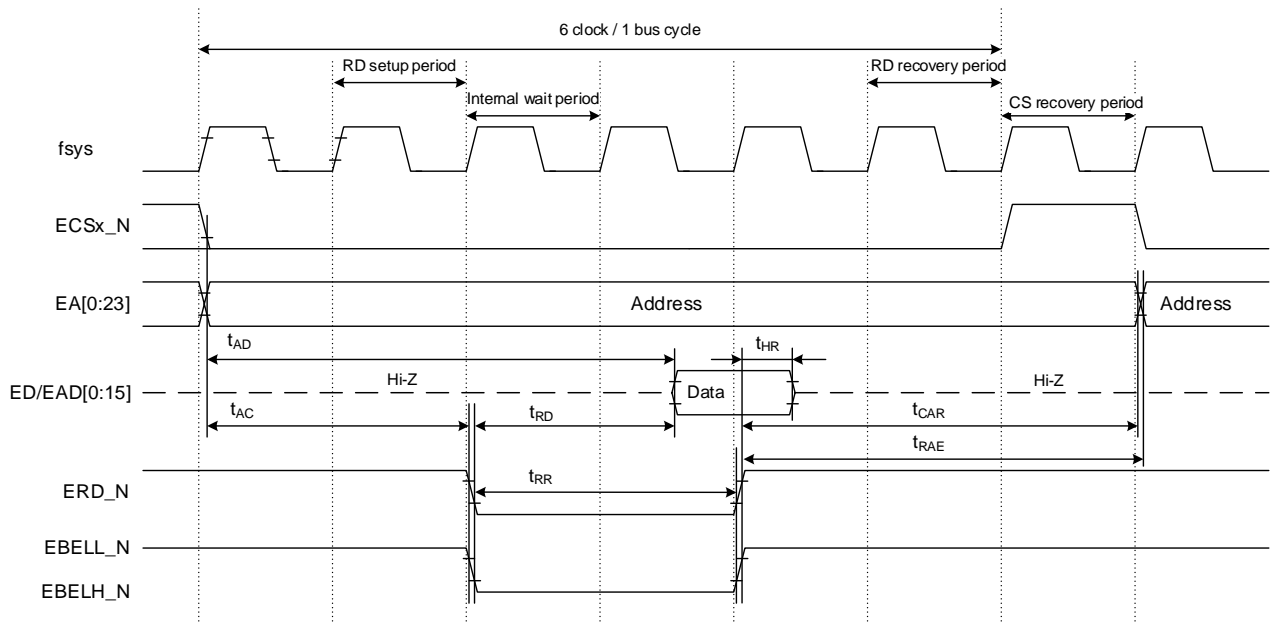 6 clock / 1 bus cycle
RD setup period
RD recovery period
Internal wait period
CS recovery period
fsys
ECSx_N
EA[0:23]
Address
Address
tAD
tHR
ED/EAD[0:15]
Hi-Z
Data
Hi-Z
tAC
tRD
tCAR
tRAE
ERD_N
tRR
EBELL_N
EBELH_N